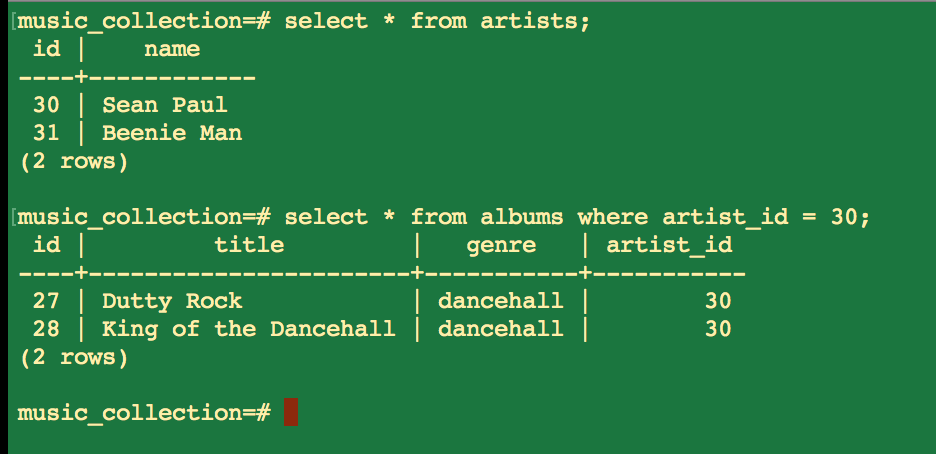 [music_collection=# select * from artists;
 id |    name
----+------------
 30 | Sean Paul
 31 | Beenie Man
(2 rows)

[music_collection=# select * from albums where artist_id = 30;
 id |         title         |   genre   | artist_id
----+-----------------------+-----------+-----------
 27 | Dutty Rock            | dancehall |        30
 28 | King of the Dancehall | dancehall |        30
(2 rows)

music_collection=#